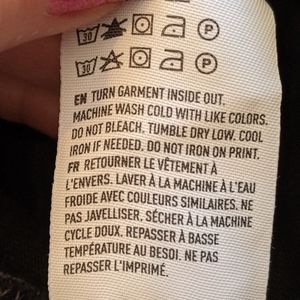 30 P
30 P
EN TURN GARMENT INSIDE OUT.
MACHINE WASH COLD WITH LIKE COLORS.
DO NOT BLEACH, TUMBLE DRY LOW. COOL
IRON IF NEEDED. DO NOT IRON ON PRINT.
FR RETOURNER LE VÊTEMENT À
L'ENVERS. LAVER À LA MACHINE À L'EAU
FROIDE AVEC COULEURS SIMILAIRES. NE
PAS JAVELLISER, SÉCHER À LA MACHINE
CYCLE DOUX. REPASSER À BASSE
TEMPÉRATURE AU BESOI. NE PAS
REPASSER L'IMPRIMÉ.